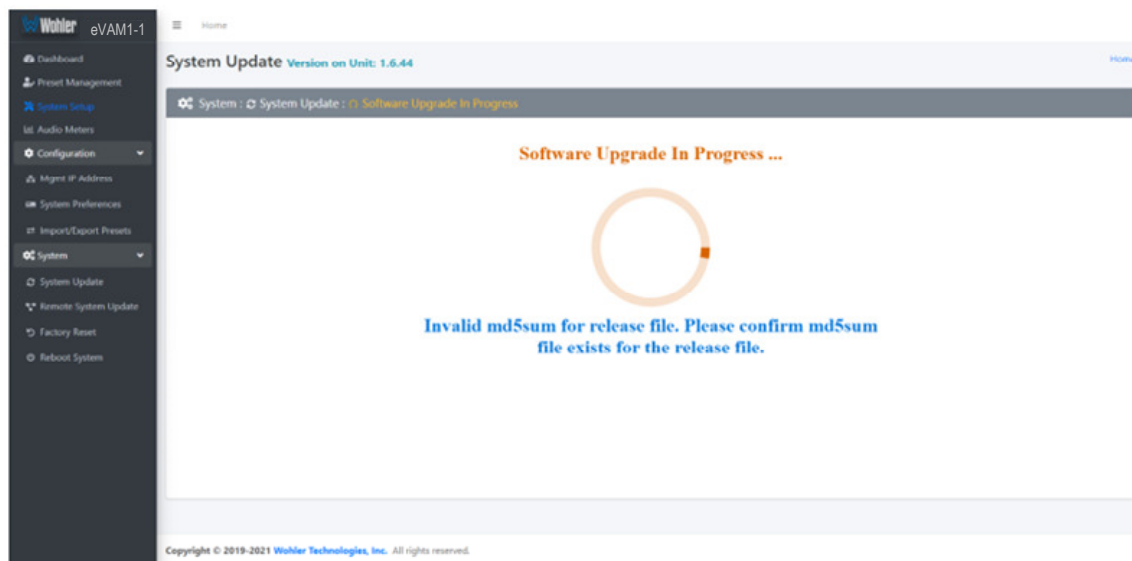 Wohler eVAM1-1
Home
Dashboard
Preset Management
System Setup
Audio Meters
Configuration
Mgmt IP Address
System Preferences
Import/Export Presets
System
System Update
Remote System Update
Factory Reset
Reboot System
System Update Version on Unit: 1.6.44
Home
System : System Update : Software Upgrade In Progress
Software Upgrade In Progress ...
Invalid md5sum for release file. Please confirm md5sum
file exists for the release file.
Copyright © 2019-2021 Wohler Technologies, Inc. All rights reserved.